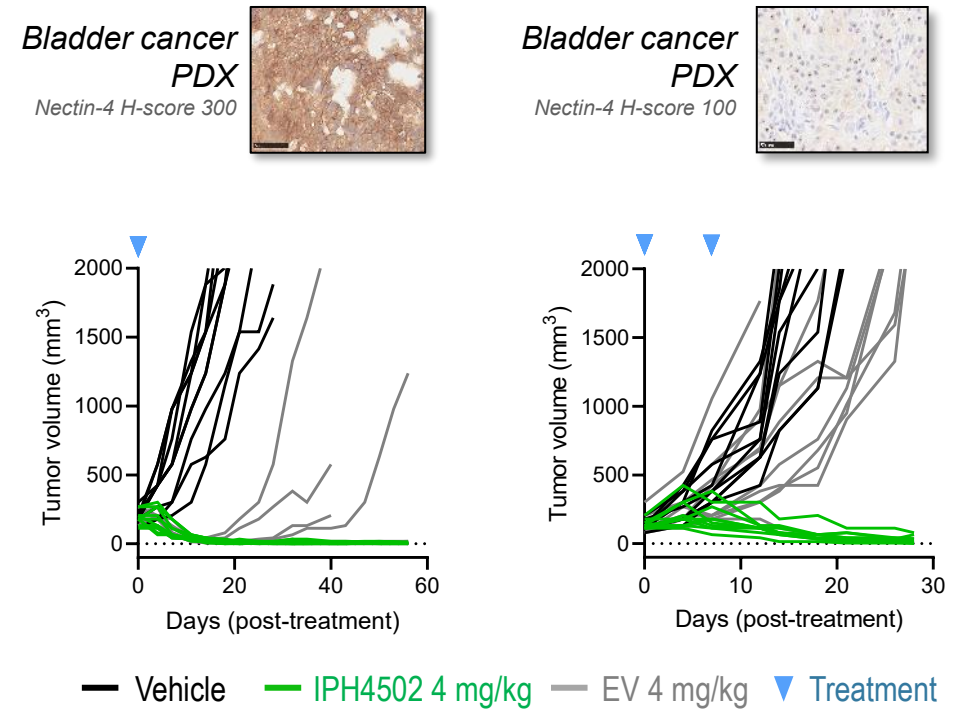 Bladder cancer
PDX
Nectin-4 H-score 300
Bladder cancer
PDX
Nectin-4 H-score 100
Tumor volume (mm³)
2000
1500
1000
500
0
0 20 40 60
Days (post-treatment)
Tumor volume (mm³)
2000
1500
1000
500
0
0 10 20 30
Days (post-treatment)
Vehicle IPH4502 4 mg/kg EV 4 mg/kg Treatment